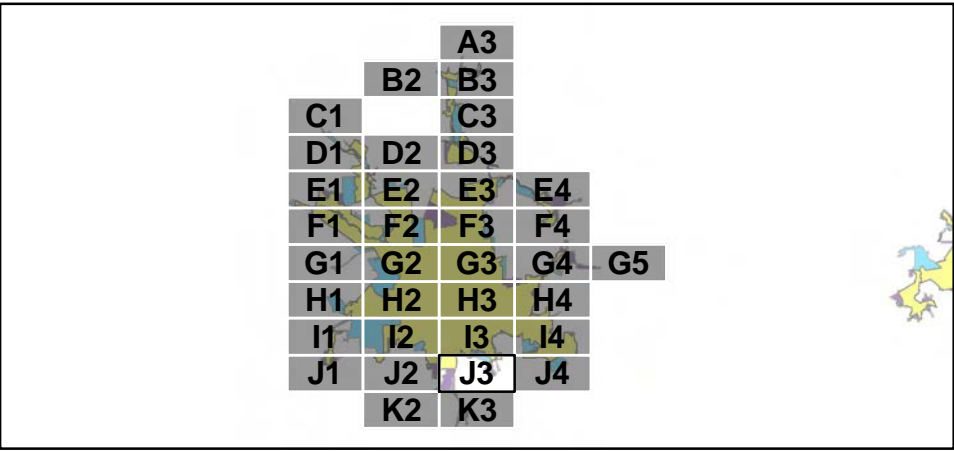 A3
B2 B3
C1 C3
D1 D2 D3
E1 E2 E3 E4
F1 F2 F3 F4
G1 G2 G3 G4 G5
H1 H2 H3 H4
I1 I2 I3 I4
J1 J2 J3 J4
K2 K3